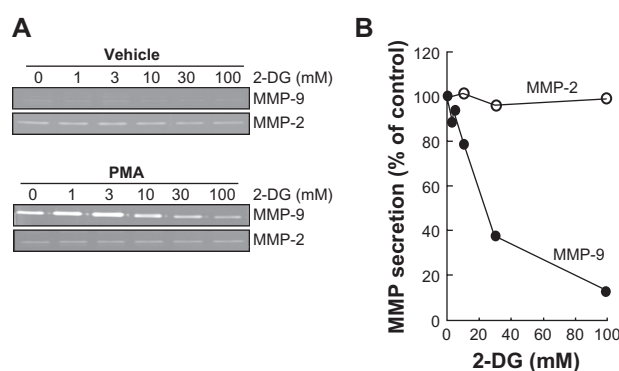 A
Vehicle
0 1 3 10 30 100 2-DG (mM)
MMP-9
MMP-2
PMA
0 1 3 10 30 100 2-DG (mM)
MMP-9
MMP-2
B
MMP secretion (% of control)
120
100
80
60
40
20
0
MMP-2
MMP-9
0 20 40 60 80 100
2-DG (mM)